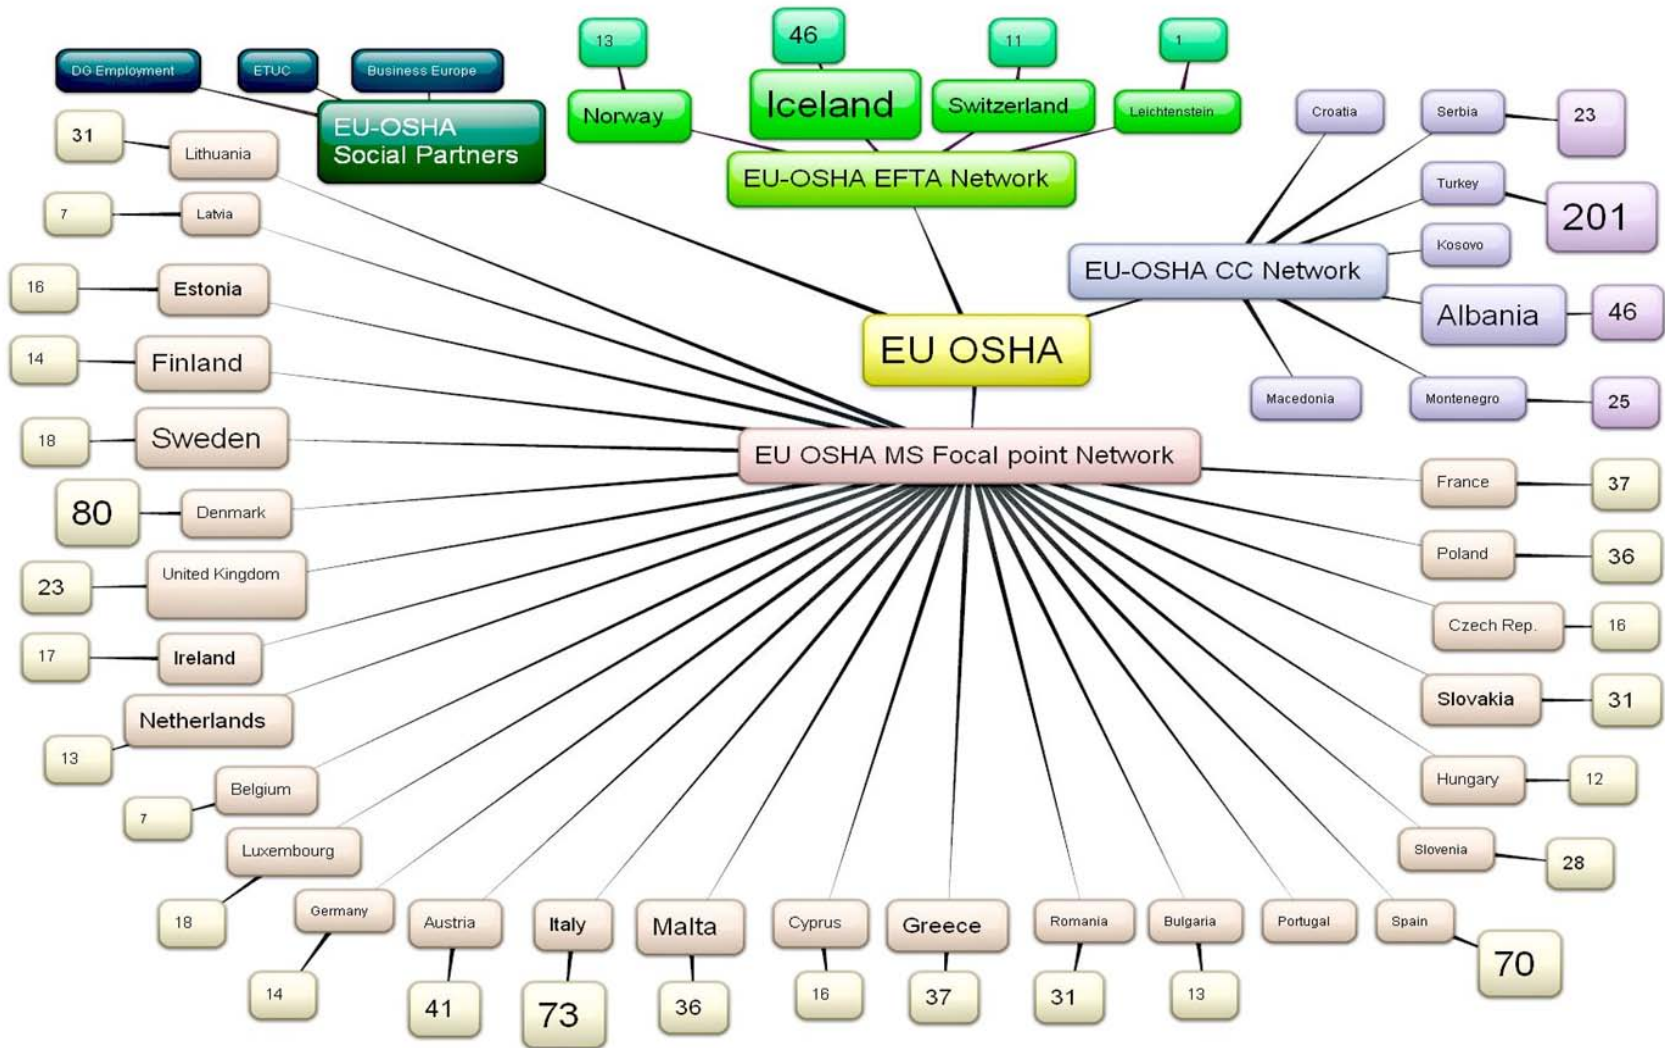 13
46
11
1
DG Employment
ETUC
Business Europe
Norway
Iceland
Switzerland
Leichtenstein
Croatia
Serbia
23
31
Lithuania
EU-OSHA
Social Partners
EU-OSHA EFTA Network
Turkey
201
7
Latvia
Kosovo
EU-OSHA CC Network
16
Estonia
Albania
46
EU OSHA
14
Finland
Macedonia
Montenegro
25
18
Sweden
EU OSHA MS Focal point Network
France
37
80
Denmark
Poland
36
23
United Kingdom
Czech Rep.
16
17
Ireland
Slovakia
31
Netherlands
13
Hungary
12
Belgium
7
Luxembourg
18
Slovenia
28
Germany
14
Austria
41
Italy
73
Malta
36
Cyprus
16
Greece
37
Romania
31
Bulgaria
13
Portugal
Spain
70